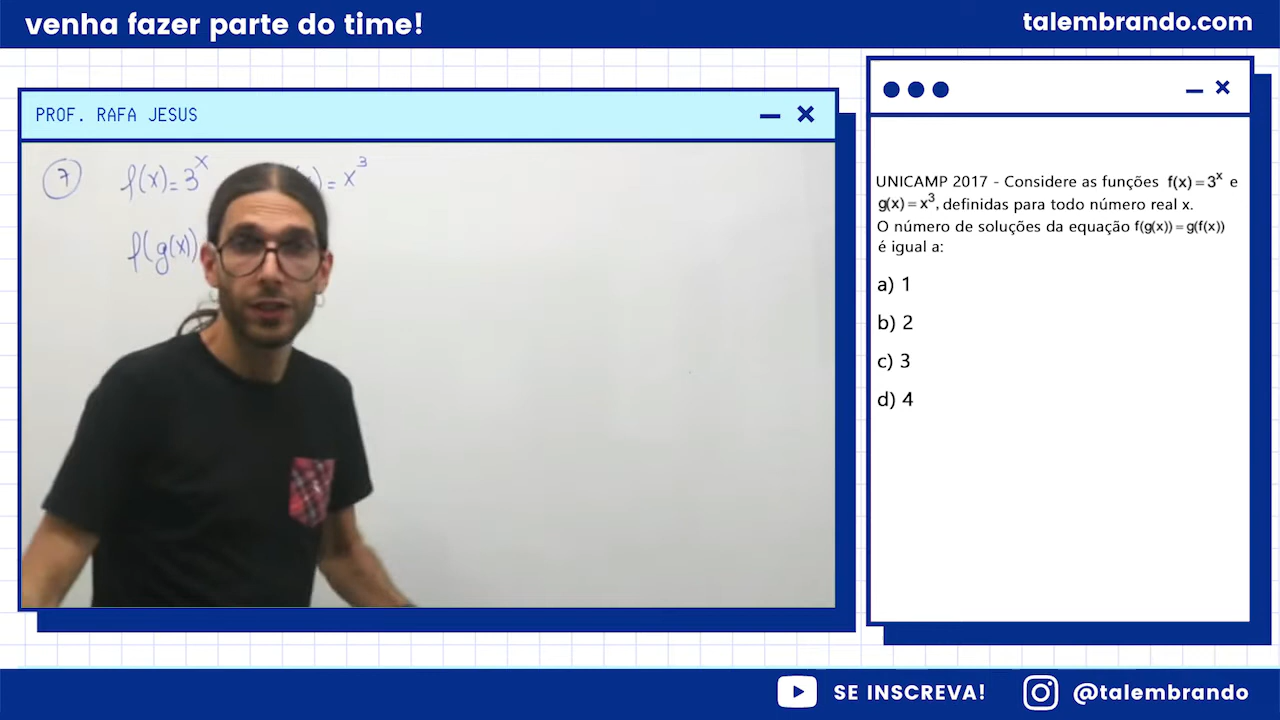 venha fazer parte do time!
talembrando.com
PROF. RAFA JESUS
7 f(x) = 3^x ) = x^3
f(g(x))
UNICAMP 2017 - Considere as funções f(x) = 3^x e
g(x) = x^3, definidas para todo número real x.
O número de soluções da equação f(g(x)) = g(f(x))
é igual a:
a) 1
b) 2
c) 3
d) 4
SE INSCREVA!
@talembrando